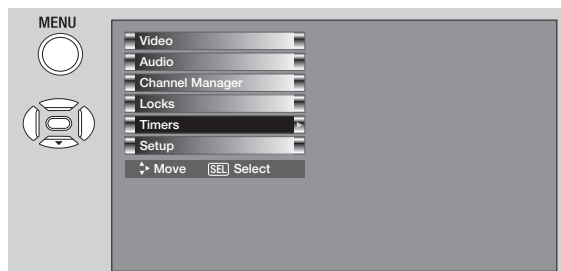 MENU
Video
Audio
Channel Manager
Locks
Timers
Setup
Move SEL Select